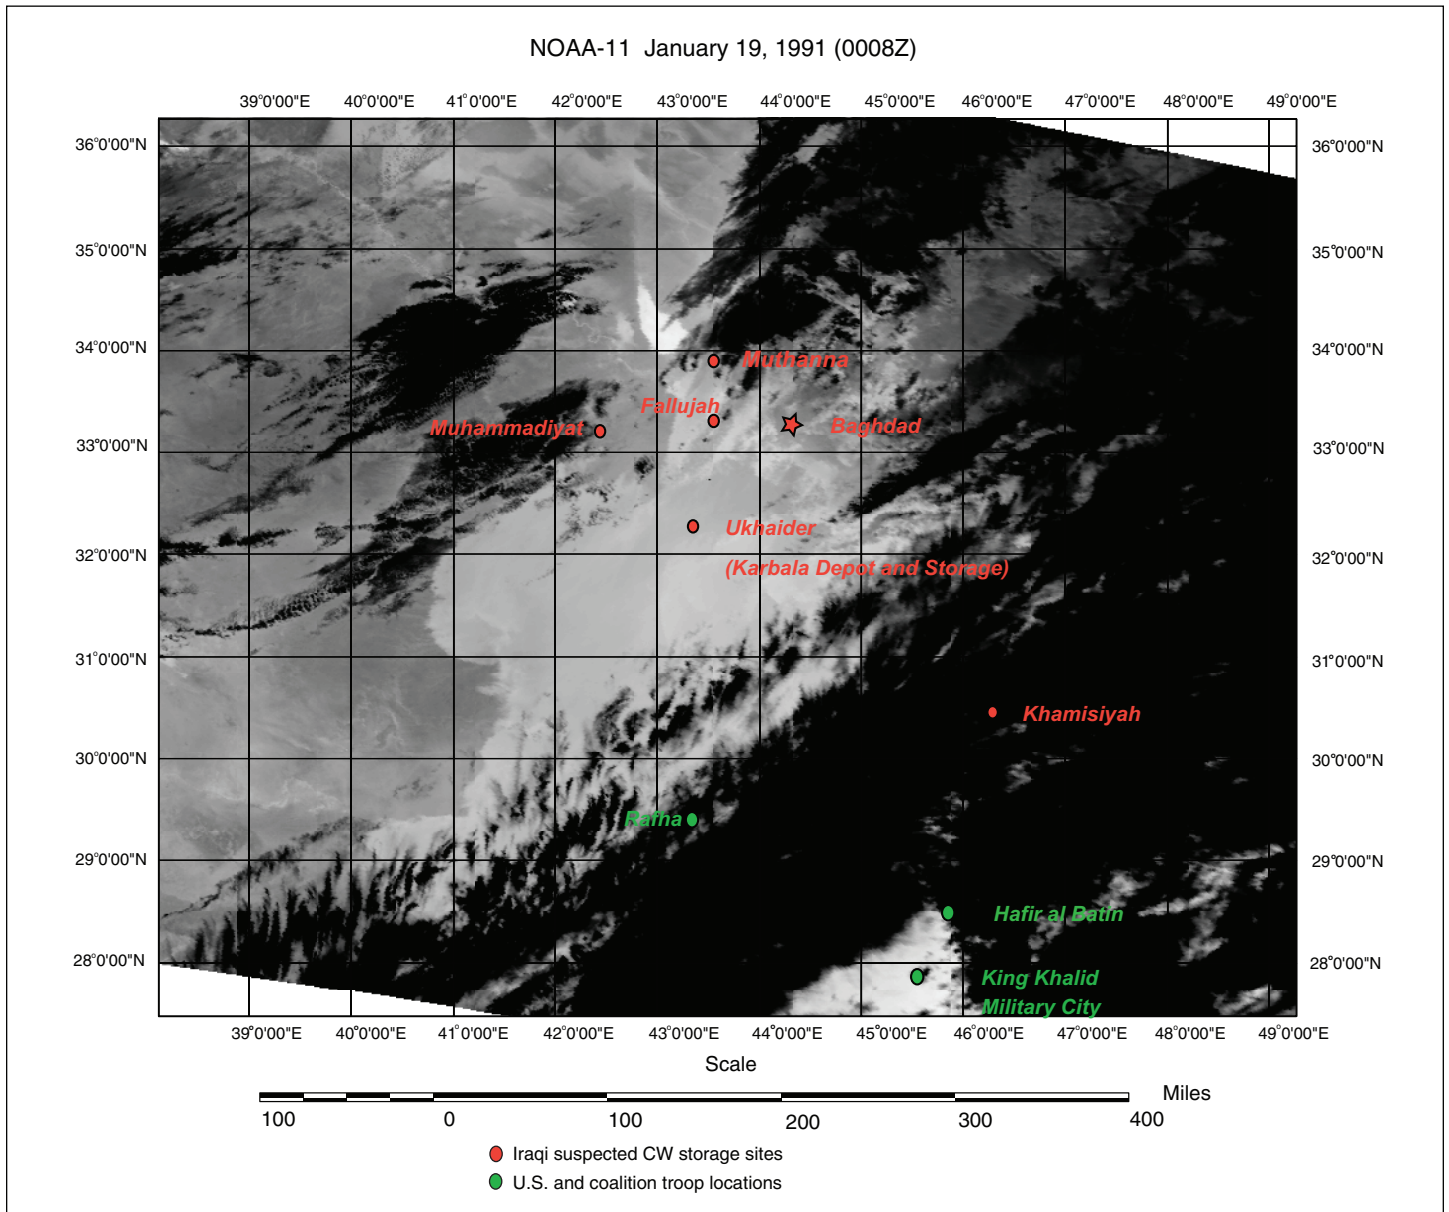 NOAA-11 January 19, 1991 (0008Z)
39°0'00"E 40°0'00"E 41°0'00"E 42°0'00"E 43°0'00"E 44°0'00"E 45°0'00"E 46°0'00"E 47°0'00"E 48°0'00"E 49°0'00"E
36°0'00"N 36°0'00"N
35°0'00"N 35°0'00"N
34°0'00"N 34°0'00"N
Muthanna
Fallujah
Muhammadiyat Baghdad
33°0'00"N 33°0'00"N
Ukhaider
32°0'00"N 32°0'00"N
(Karbala Depot and Storage)
31°0'00"N 31°0'00"N
Khamisiyah
30°0'00"N 30°0'00"N
Rafha
29°0'00"N 29°0'00"N
Hafir al Batin
28°0'00"N 28°0'00"N
King Khalid
Military City
39°0'00"E 40°0'00"E 41°0'00"E 42°0'00"E 43°0'00"E 44°0'00"E 45°0'00"E 46°0'00"E 47°0'00"E 48°0'00"E 49°0'00"E
Scale
Miles
100 0 100 200 300 400
Iraqi suspected CW storage sites
U.S. and coalition troop locations